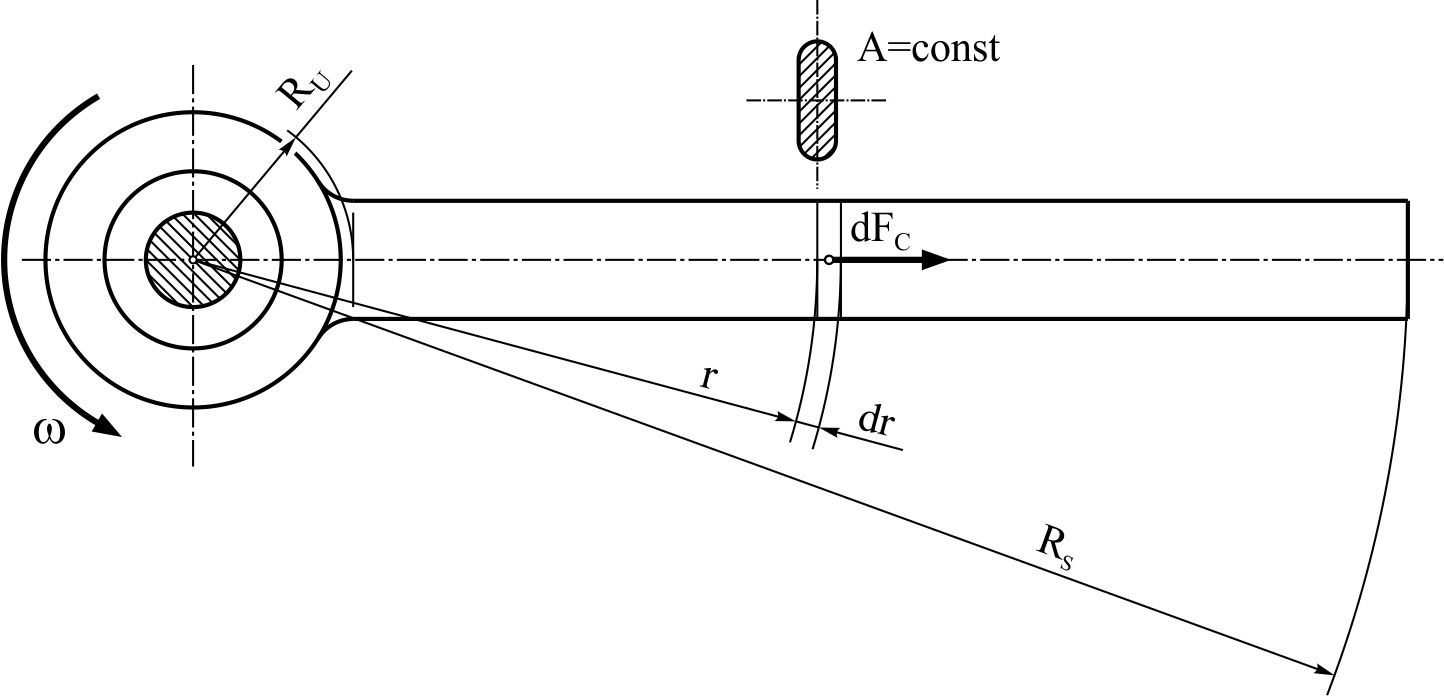 A=const
R_U
dF_C
r
dr
ω
R_s